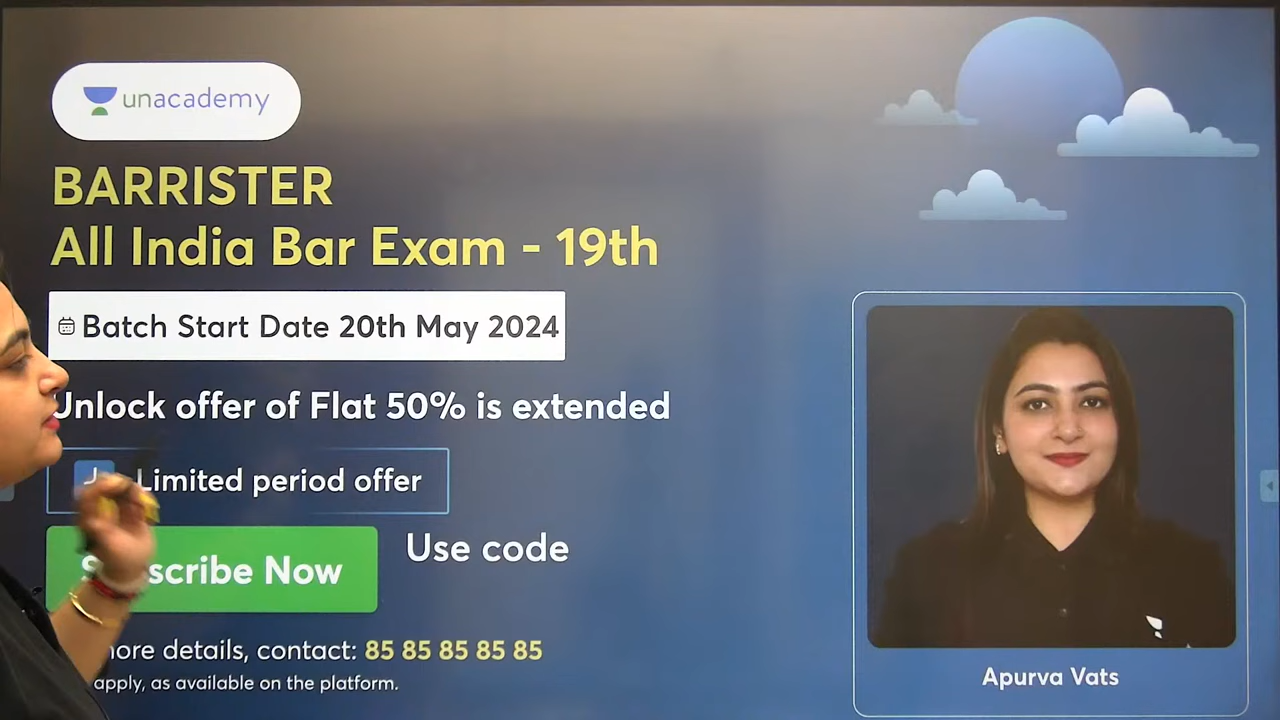 unacademy
BARRISTER
All India Bar Exam - 19th
Batch Start Date 20th May 2024
Unlock offer of Flat 50% is extended
Limited period offer
Subscribe Now
Use code
more details, contact: 85 85 85 85 85
apply, as available on the platform.
Apurva Vats